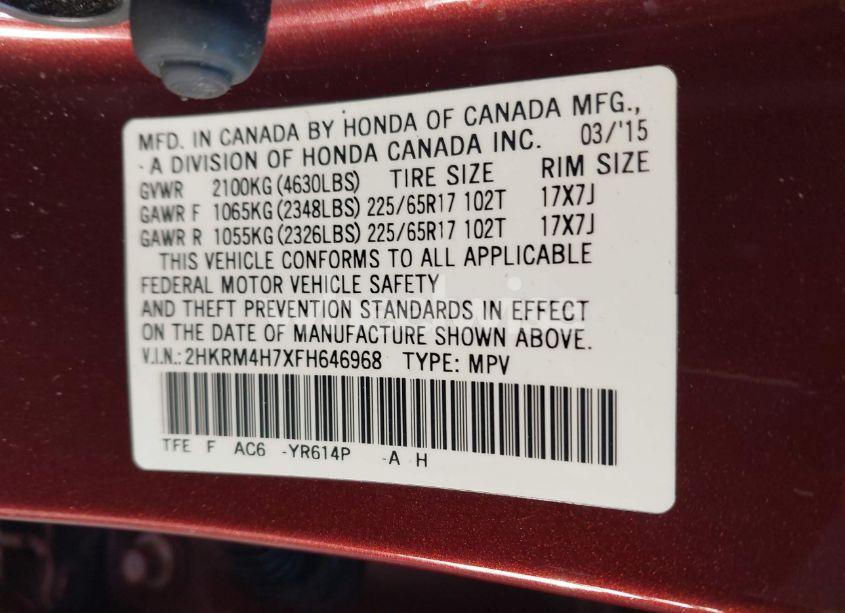 MFD. IN CANADA BY HONDA OF CANADA MFG.,
- A DIVISION OF HONDA CANADA INC. 03/'15
GVWR 2100KG (4630LBS) TIRE SIZE RIM SIZE
GAWR F 1065KG (2348LBS) 225/65R17 102T 17X7J
GAWR R 1055KG (2326LBS) 225/65R17 102T 17X7J
THIS VEHICLE CONFORMS TO ALL APPLICABLE
FEDERAL MOTOR VEHICLE SAFETY
AND THEFT PREVENTION STANDARDS IN EFFECT
ON THE DATE OF MANUFACTURE SHOWN ABOVE.
V.I.N.: 2HKRM4H7XFH646968 TYPE: MPV
TFE F AC6 -YR614P -A H